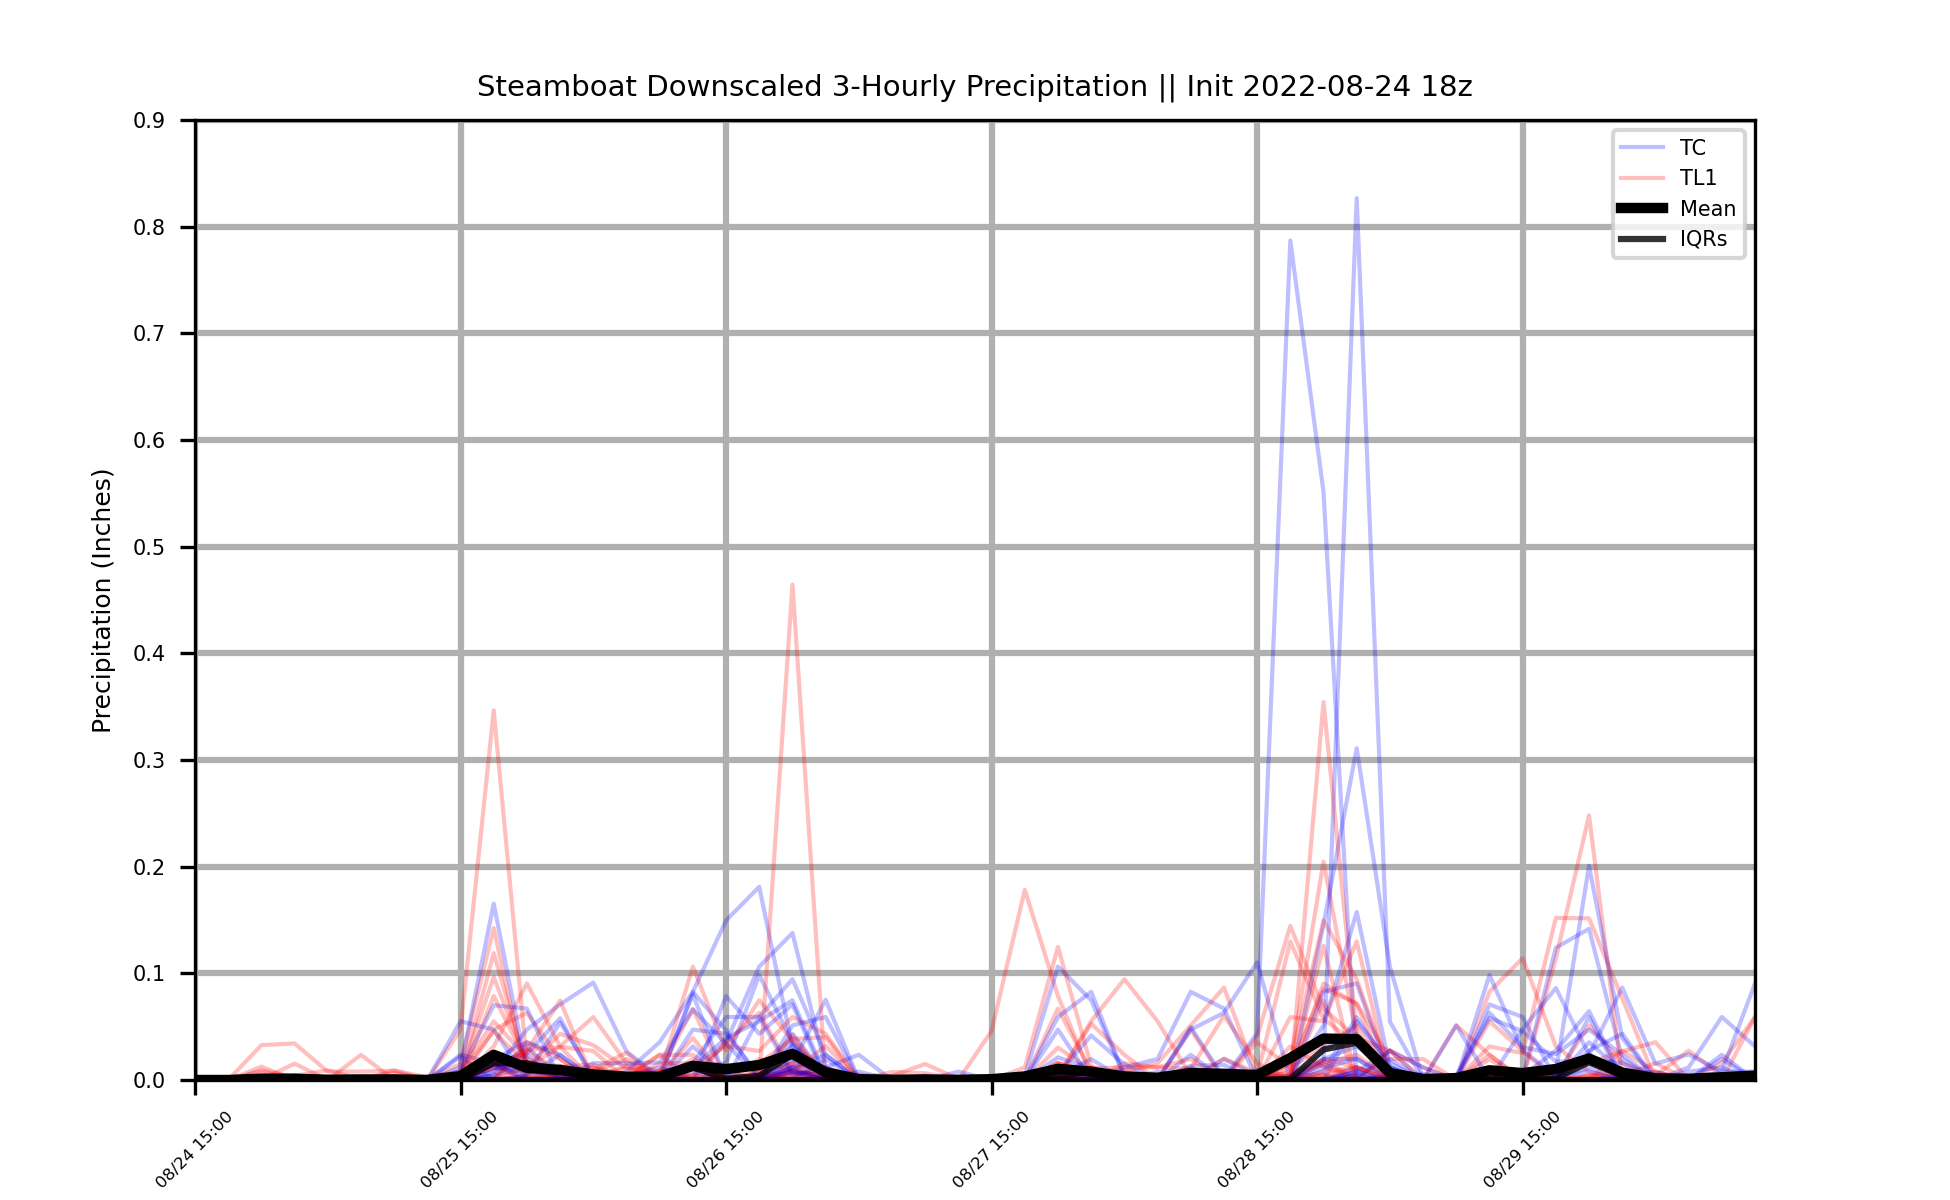 Steamboat Downscaled 3-Hourly Precipitation || Init 2022-08-24 18z
Precipitation (Inches)
0.9
0.8
0.7
0.6
0.5
0.4
0.3
0.2
0.1
0.0
TC
TL1
Mean
IQRs
08/24 15:00
08/25 15:00
08/26 15:00
08/27 15:00
08/28 15:00
08/29 15:00